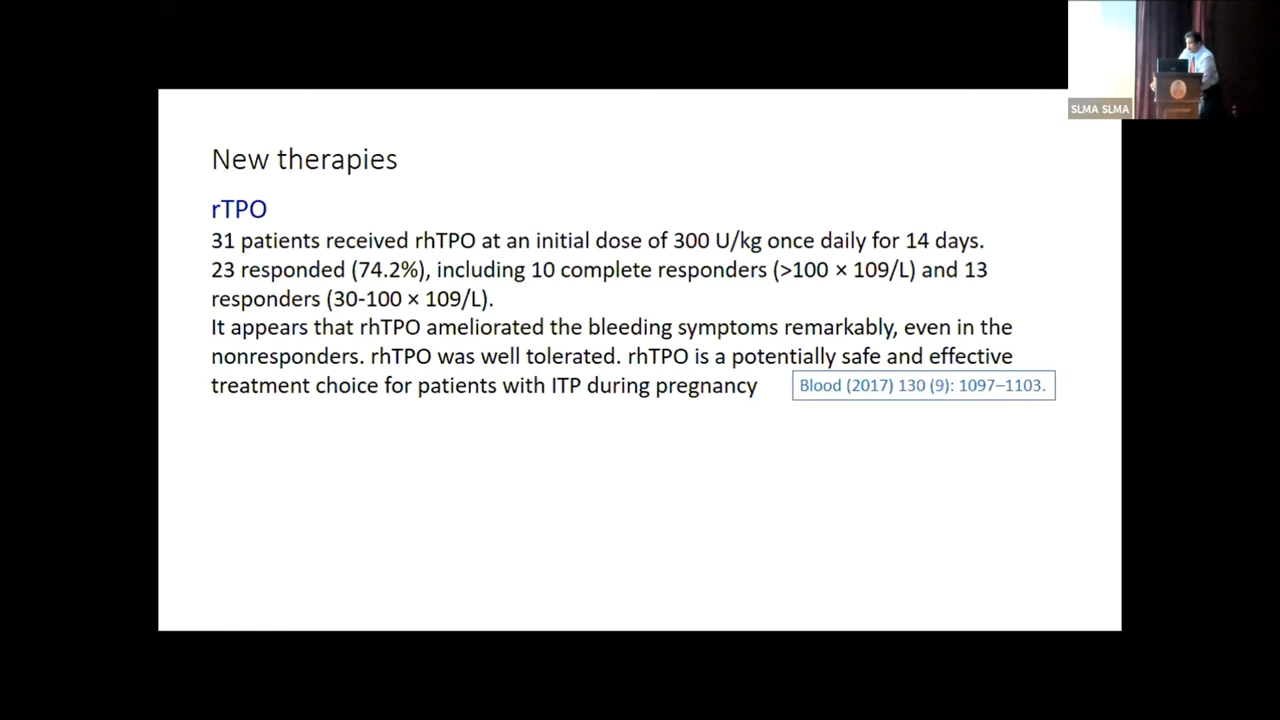 SLMA SLMA
New therapies
rTPO
31 patients received rhTPO at an initial dose of 300 U/kg once daily for 14 days.
23 responded (74.2%), including 10 complete responders (>100 × 109/L) and 13
responders (30-100 × 109/L).
It appears that rhTPO ameliorated the bleeding symptoms remarkably, even in the
nonresponders. rhTPO was well tolerated. rhTPO is a potentially safe and effective
treatment choice for patients with ITP during pregnancy
Blood (2017) 130 (9): 1097–1103.